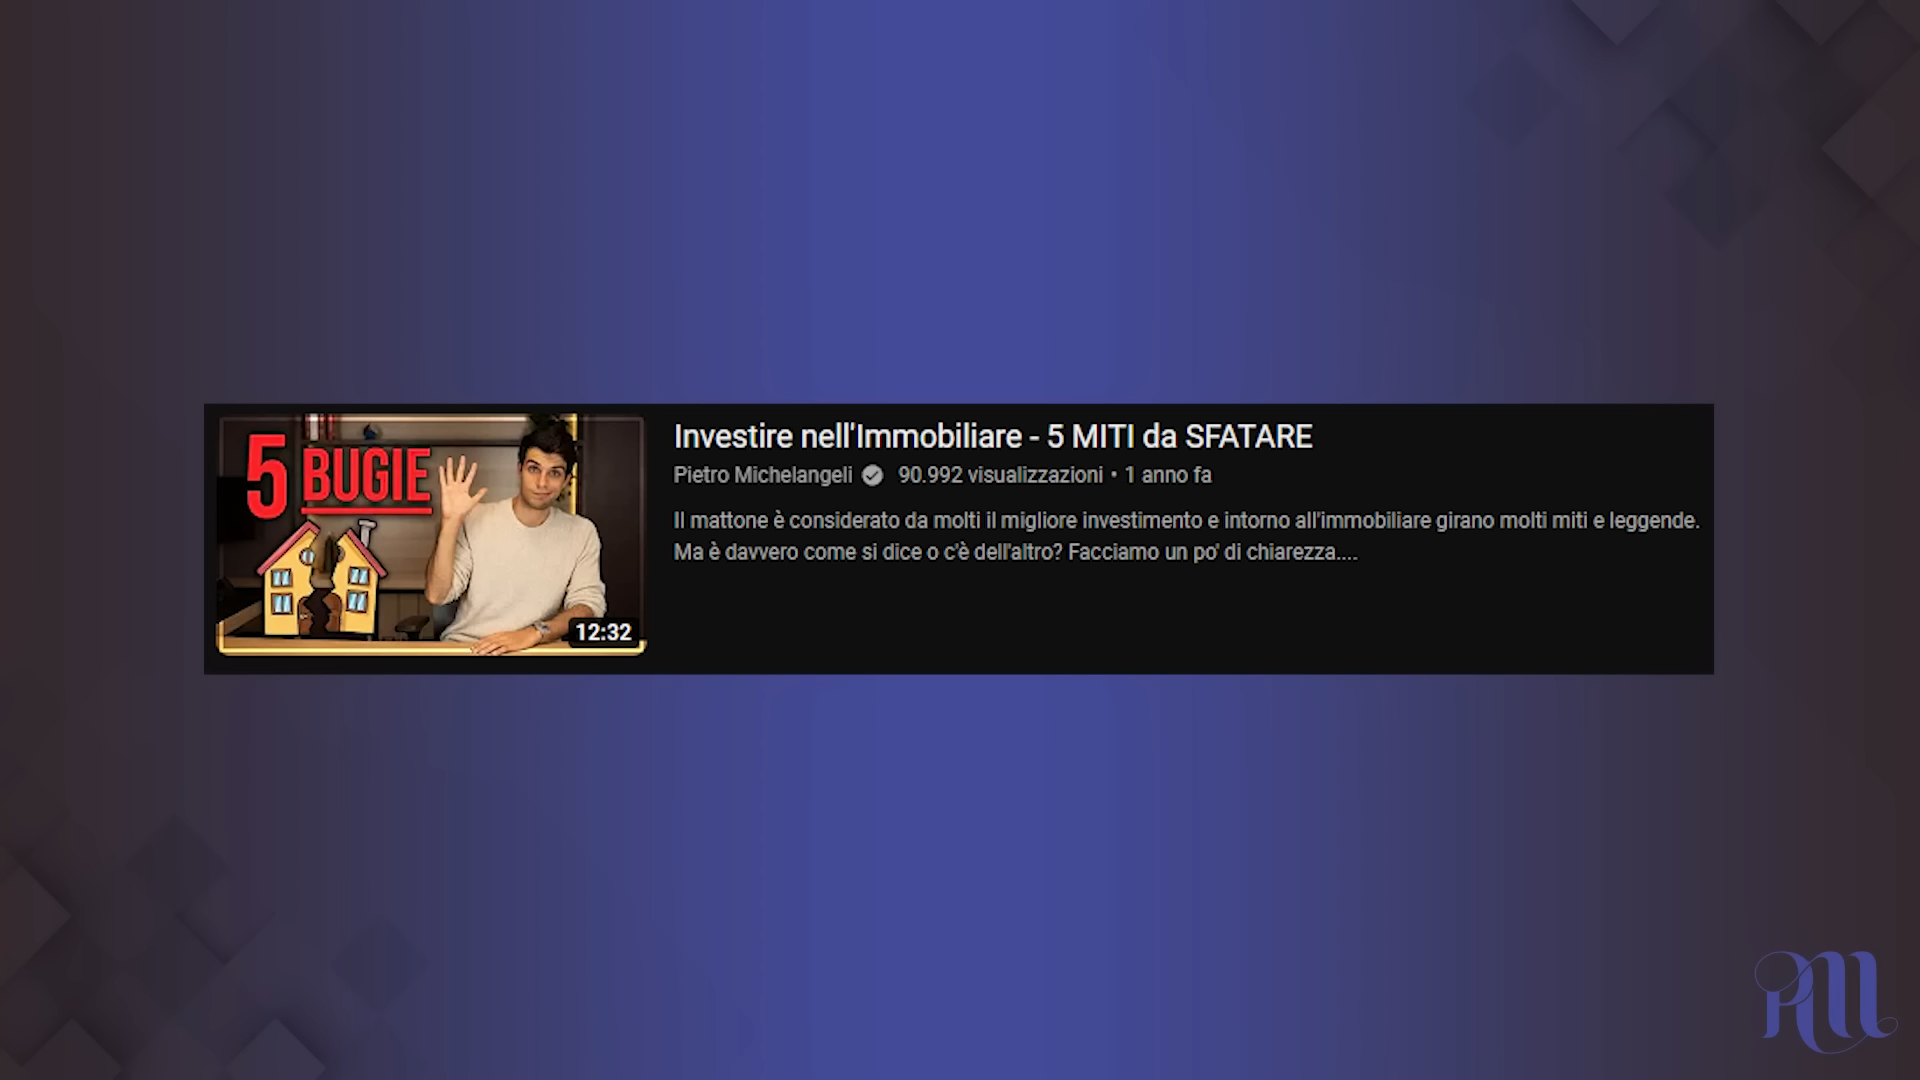 5 BUGIE
12:32
Investire nell'Immobiliare - 5 MITI da SFATARE
Pietro Michelangeli 90.992 visualizzazioni • 1 anno fa
Il mattone è considerato da molti il migliore investimento e intorno all'immobiliare girano molti miti e leggende.
Ma è davvero come si dice o c'è dell'altro? Facciamo un po' di chiarezza....
PM